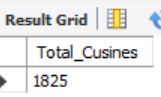 Result Grid
Total_Cusines
1825